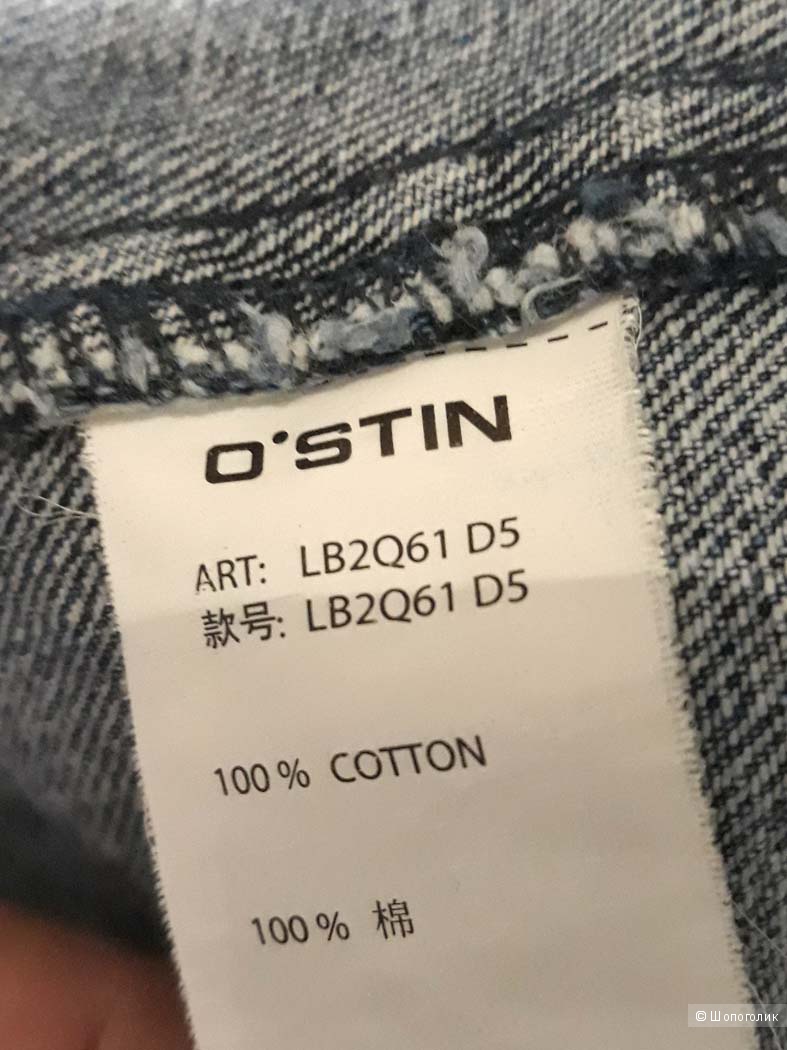 O'STIN
ART: LB2Q61 D5
款号: LB2Q61 D5
100 % COTTON
100 % 棉
© Шопоголик